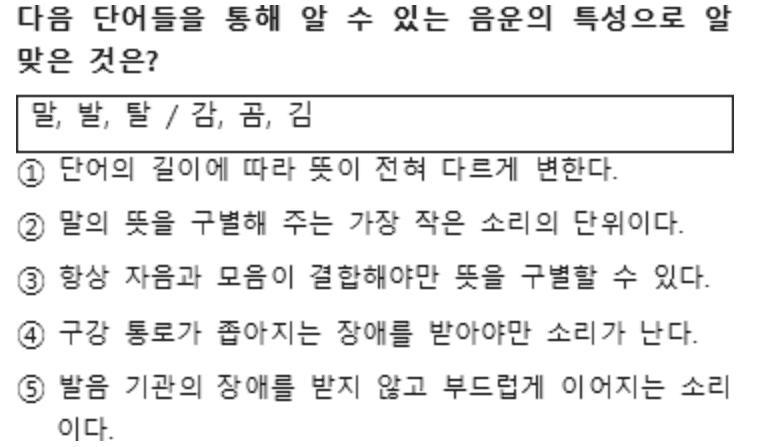 다음 단어들을 통해 알 수 있는 음운의 특성으로 알
맞은 것은?
말, 발, 탈 / 감, 곰, 김
① 단어의 길이에 따라 뜻이 전혀 다르게 변한다.
② 말의 뜻을 구별해 주는 가장 작은 소리의 단위이다.
③ 항상 자음과 모음이 결합해야만 뜻을 구별할 수 있다.
④ 구강 통로가 좁아지는 장애를 받아야만 소리가 난다.
⑤ 발음 기관의 장애를 받지 않고 부드럽게 이어지는 소리
이다.